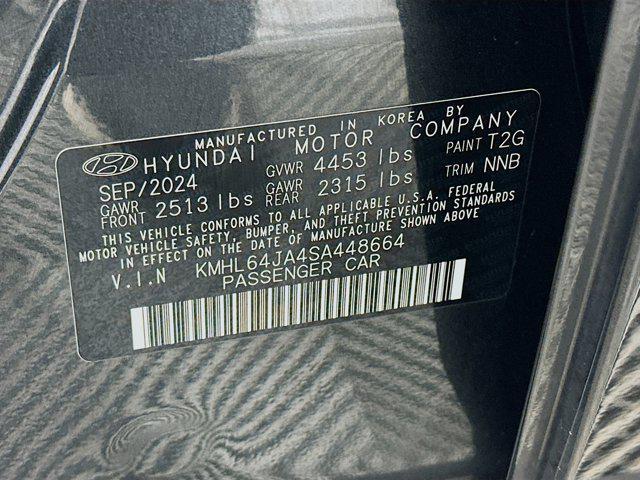 MANUFACTURED IN KOREA BY
HYUNDAI MOTOR COMPANY
SEP/2024 GVWR 4453 lbs PAINT T2G
GAWR FRONT 2513 lbs GAWR REAR 2315 lbs TRIM NNB
THIS VEHICLE CONFORMS TO ALL APPLICABLE U.S.A. FEDERAL
MOTOR VEHICLE SAFETY, BUMPER, AND THEFT PREVENTION STANDARDS
IN EFFECT ON THE DATE OF MANUFACTURE SHOWN ABOVE
V.I.N KMHL64JA4SA448664
PASSENGER CAR